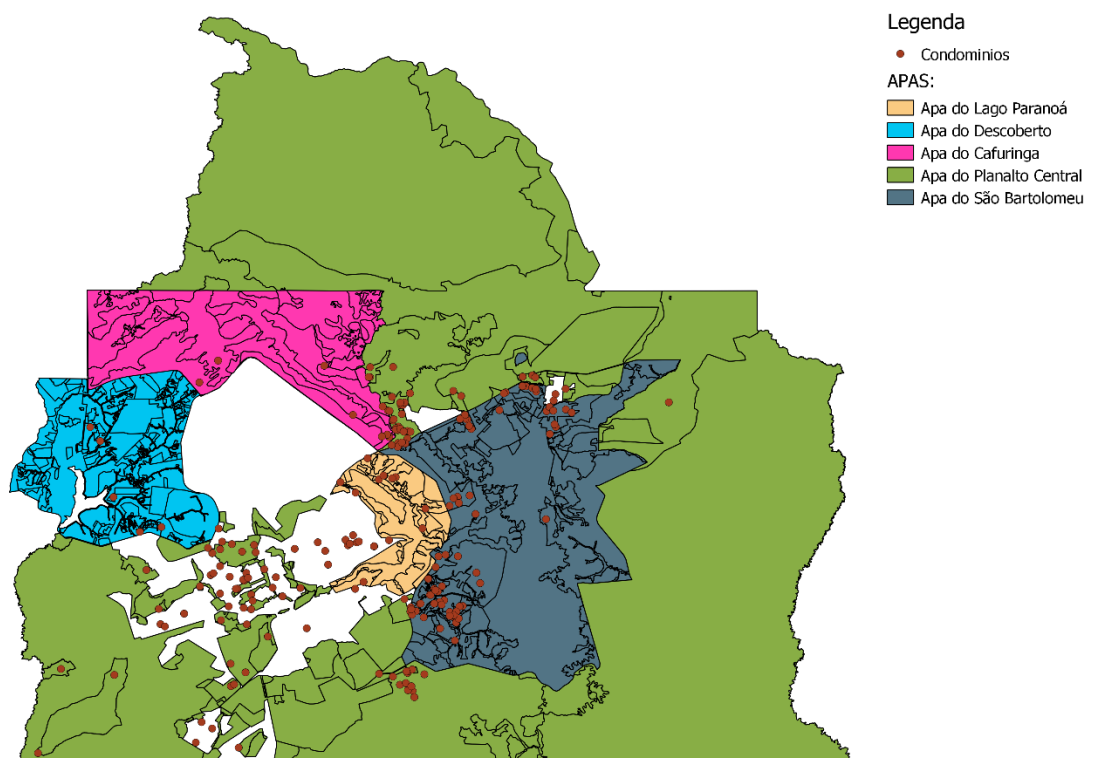 Legenda
Condominios
APAS:
Apa do Lago Paranoá
Apa do Descoberto
Apa do Cafuringa
Apa do Planalto Central
Apa do São Bartolomeu